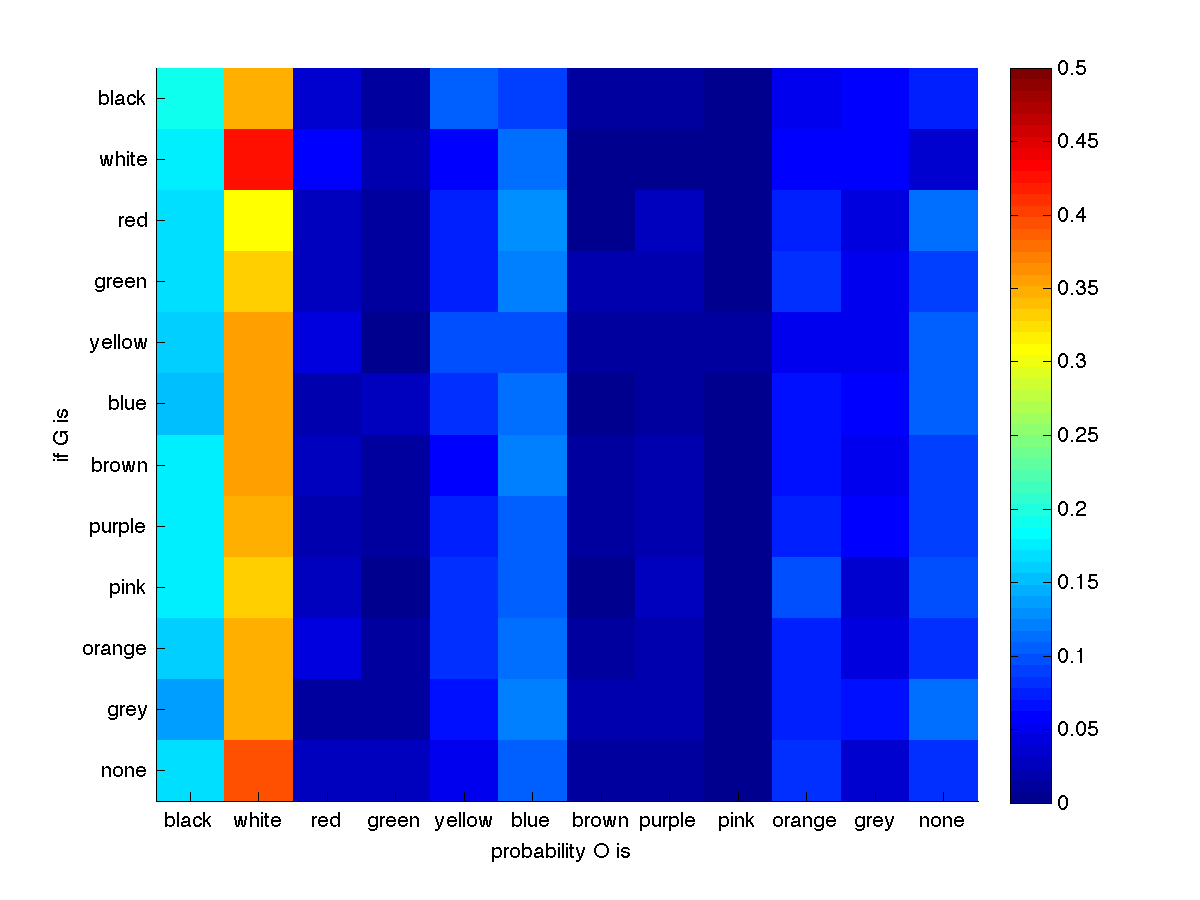 black
white
red
green
yellow
blue
brown
purple
pink
orange
grey
none
if G is
black white red green yellow blue brown purple pink orange grey none
probability O is
0.5
0.45
0.4
0.35
0.3
0.25
0.2
0.15
0.1
0.05
0